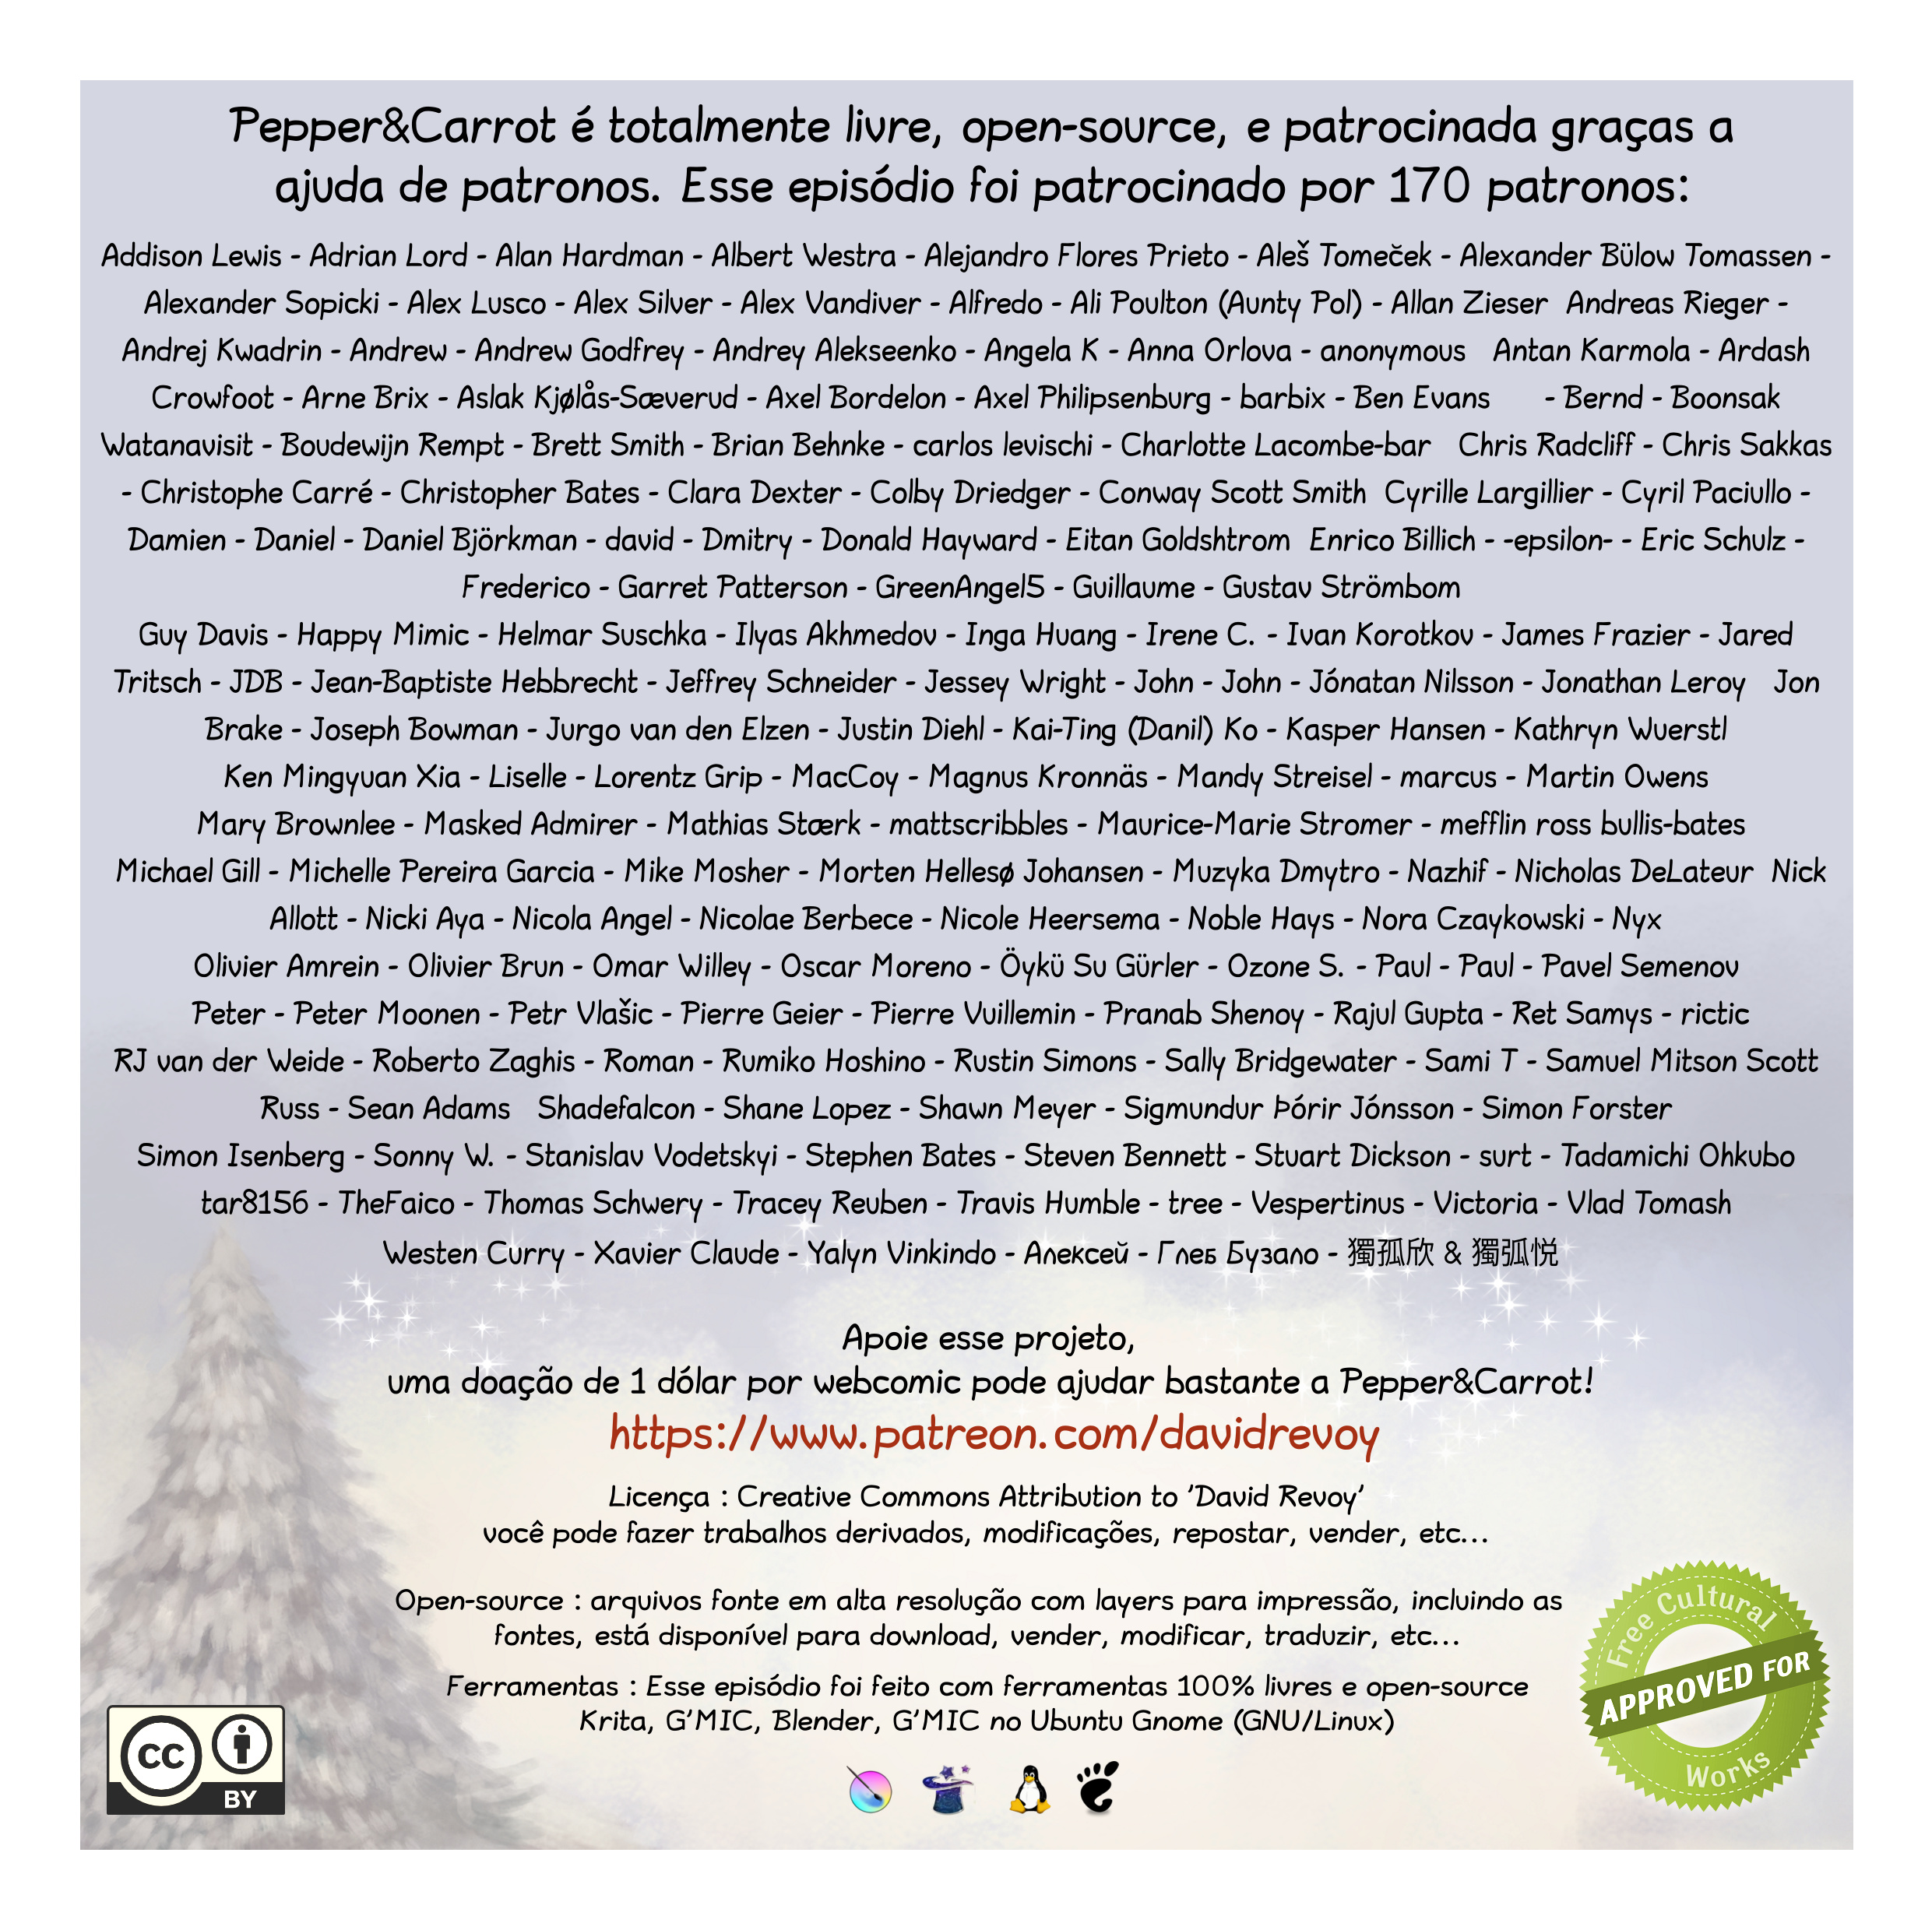 Pepper&Carrot é totalmente livre, open-source, e patrocinada graças a
ajuda de patronos. Esse episódio foi patrocinado por 170 patronos:
Addison Lewis - Adrian Lord - Alan Hardman - Albert Westra - Alejandro Flores Prieto - Aleš Tomeček - Alexander Bülow Tomassen -
Alexander Sopicki - Alex Lusco - Alex Silver - Alex Vandiver - Alfredo - Ali Poulton (Aunty Pol) - Allan Zieser Andreas Rieger -
Andrej Kwadrin - Andrew - Andrew Godfrey - Andrey Alekseenko - Angela K - Anna Orlova - anonymous Antan Karmola - Ardash
Crowfoot - Arne Brix - Aslak Kjølås-Sæverud - Axel Bordelon - Axel Philipsenburg - barbix - Ben Evans - Bernd - Boonsak
Watanavisit - Boudewijn Rempt - Brett Smith - Brian Behnke - carlos levischi - Charlotte Lacombe-bar Chris Radcliff - Chris Sakkas
- Christophe Carré - Christopher Bates - Clara Dexter - Colby Driedger - Conway Scott Smith Cyrille Largillier - Cyril Paciullo -
Damien - Daniel - Daniel Björkman - david - Dmitry - Donald Hayward - Eitan Goldshtrom Enrico Billich - -epsilon- - Eric Schulz -
Frederico - Garret Patterson - GreenAngel5 - Guillaume - Gustav Strömbom
Guy Davis - Happy Mimic - Helmar Suschka - Ilyas Akhmedov - Inga Huang - Irene C. - Ivan Korotkov - James Frazier - Jared
Tritsch - JDB - Jean-Baptiste Hebbrecht - Jeffrey Schneider - Jessey Wright - John - John - Jónatan Nilsson - Jonathan Leroy Jon
Brake - Joseph Bowman - Jurgo van den Elzen - Justin Diehl - Kai-Ting (Danil) Ko - Kasper Hansen - Kathryn Wuerstl
Ken Mingyuan Xia - Liselle - Lorentz Grip - MacCoy - Magnus Kronnäs - Mandy Streisel - marcus - Martin Owens
Mary Brownlee - Masked Admirer - Mathias Stærk - mattscribbles - Maurice-Marie Stromer - mefflin ross bullis-bates
Michael Gill - Michelle Pereira Garcia - Mike Mosher - Morten Hellesø Johansen - Muzyka Dmytro - Nazhif - Nicholas DeLateur Nick
Allott - Nicki Aya - Nicola Angel - Nicolae Berbece - Nicole Heersema - Noble Hays - Nora Czaykowski - Nyx
Olivier Amrein - Olivier Brun - Omar Willey - Oscar Moreno - Öykü Su Gürler - Ozone S. - Paul - Paul - Pavel Semenov
Peter - Peter Moonen - Petr Vlašic - Pierre Geier - Pierre Vuillemin - Pranab Shenoy - Rajul Gupta - Ret Samys - rictic
RJ van der Weide - Roberto Zaghis - Roman - Rumiko Hoshino - Rustin Simons - Sally Bridgewater - Sami T - Samuel Mitson Scott
Russ - Sean Adams Shadefalcon - Shane Lopez - Shawn Meyer - Sigmundur Þórir Jónsson - Simon Forster
Simon Isenberg - Sonny W. - Stanislav Vodetskyi - Stephen Bates - Steven Bennett - Stuart Dickson - surt - Tadamichi Ohkubo
tar8156 - TheFaico - Thomas Schwery - Tracey Reuben - Travis Humble - tree - Vespertinus - Victoria - Vlad Tomash
Westen Curry - Xavier Claude - Yalyn Vinkindo - Алексей - Глеб Бузало - 獨孤欣 & 獨弧悦
Apoie esse projeto,
uma doação de 1 dólar por webcomic pode ajudar bastante a Pepper&Carrot!
https://www.patreon.com/davidrevoy
Licença : Creative Commons Attribution to 'David Revoy'
você pode fazer trabalhos derivados, modificações, repostar, vender, etc...
Open-source : arquivos fonte em alta resolução com layers para impressão, incluindo as
fontes, está disponível para download, vender, modificar, traduzir, etc...
Ferramentas : Esse episódio foi feito com ferramentas 100% livres e open-source
Krita, G'MIC, Blender, G'MIC no Ubuntu Gnome (GNU/Linux)
Free Cultural
APPROVED FOR
Works
CC
BY